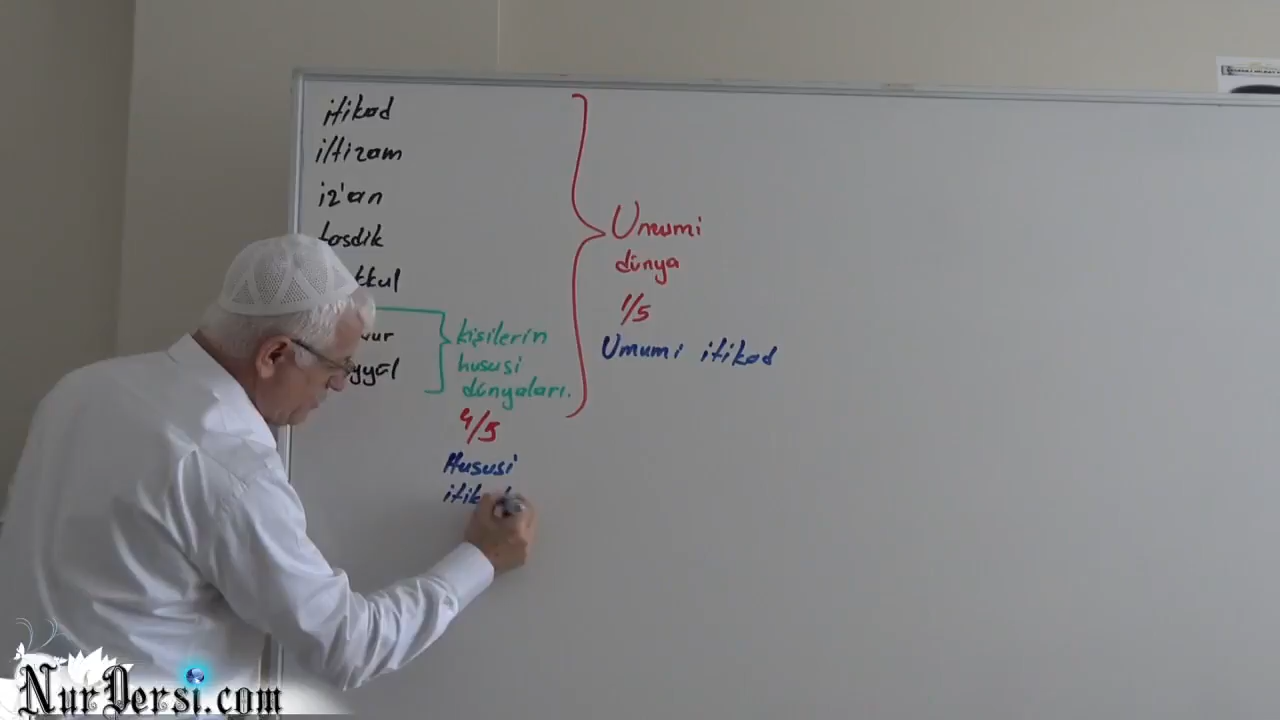 itikad
iltizam
iz'an
tasdik
kişilerin
hususi
dünyaları.
4/5
Hususi
Umumi
dünya
1/5
Umumi itikad
NurDersi.com